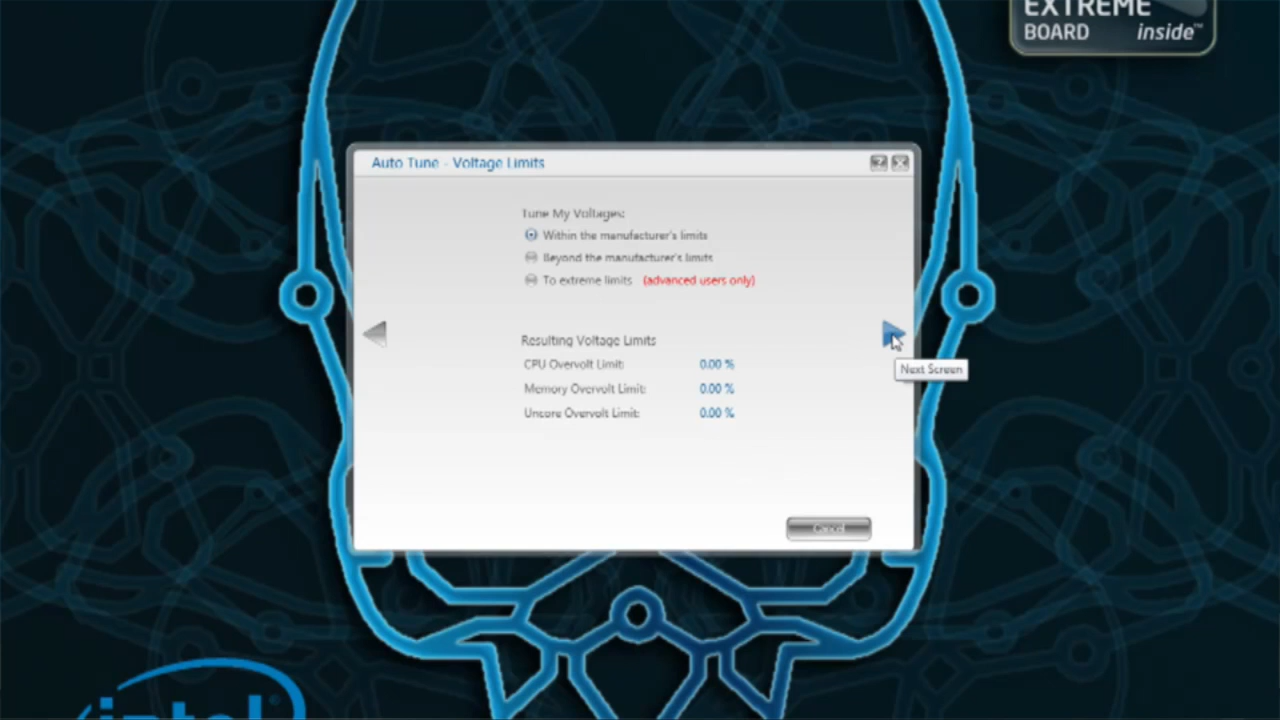 EXTREME
BOARD inside™
Auto Tune - Voltage Limits
Tune My Voltages:
Within the manufacturer's limits
Beyond the manufacturer's limits
To extreme limits (advanced users only)
Next Screen
Resulting Voltage Limits
CPU Overvolt Limit: 0.00 %
Memory Overvolt Limit: 0.00 %
Uncore Overvolt Limit: 0.00 %
Cancel
intel